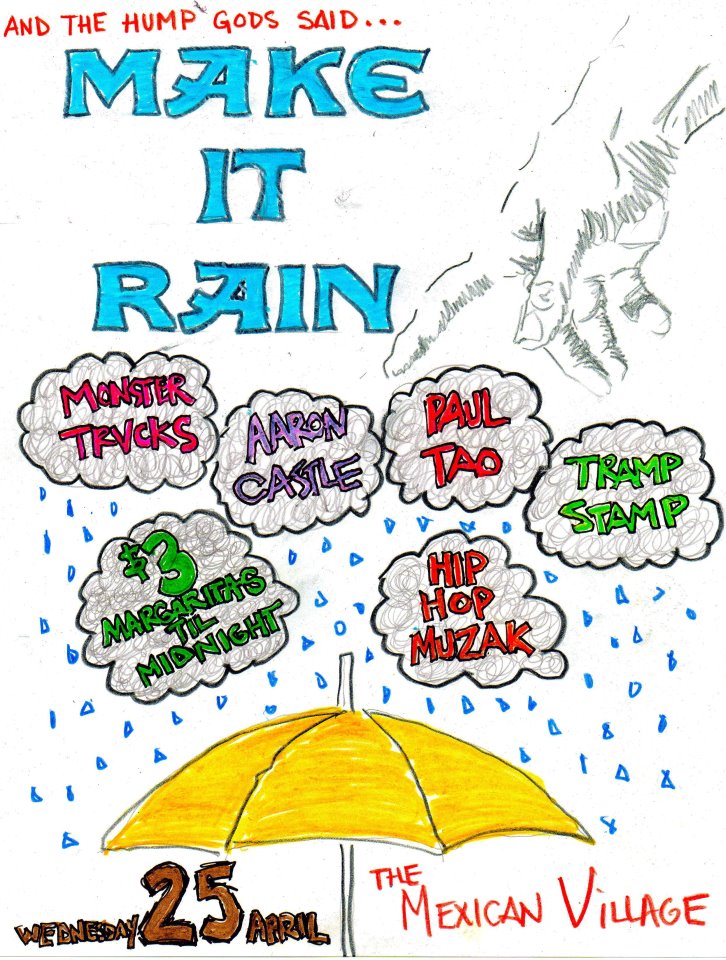 AND THE HUMP GODS SAID...
MAKE
IT
RAIN
MONSTER
TRUCKS
AARON
CASTLE
PAUL
TAO
TRAMP
STAMP
$3
MARGARITAS
TIL
MIDNIGHT
HIP
HOP
MUZAK
WEDNESDAY 25 APRIL
THE
MEXICAN VILLAGE